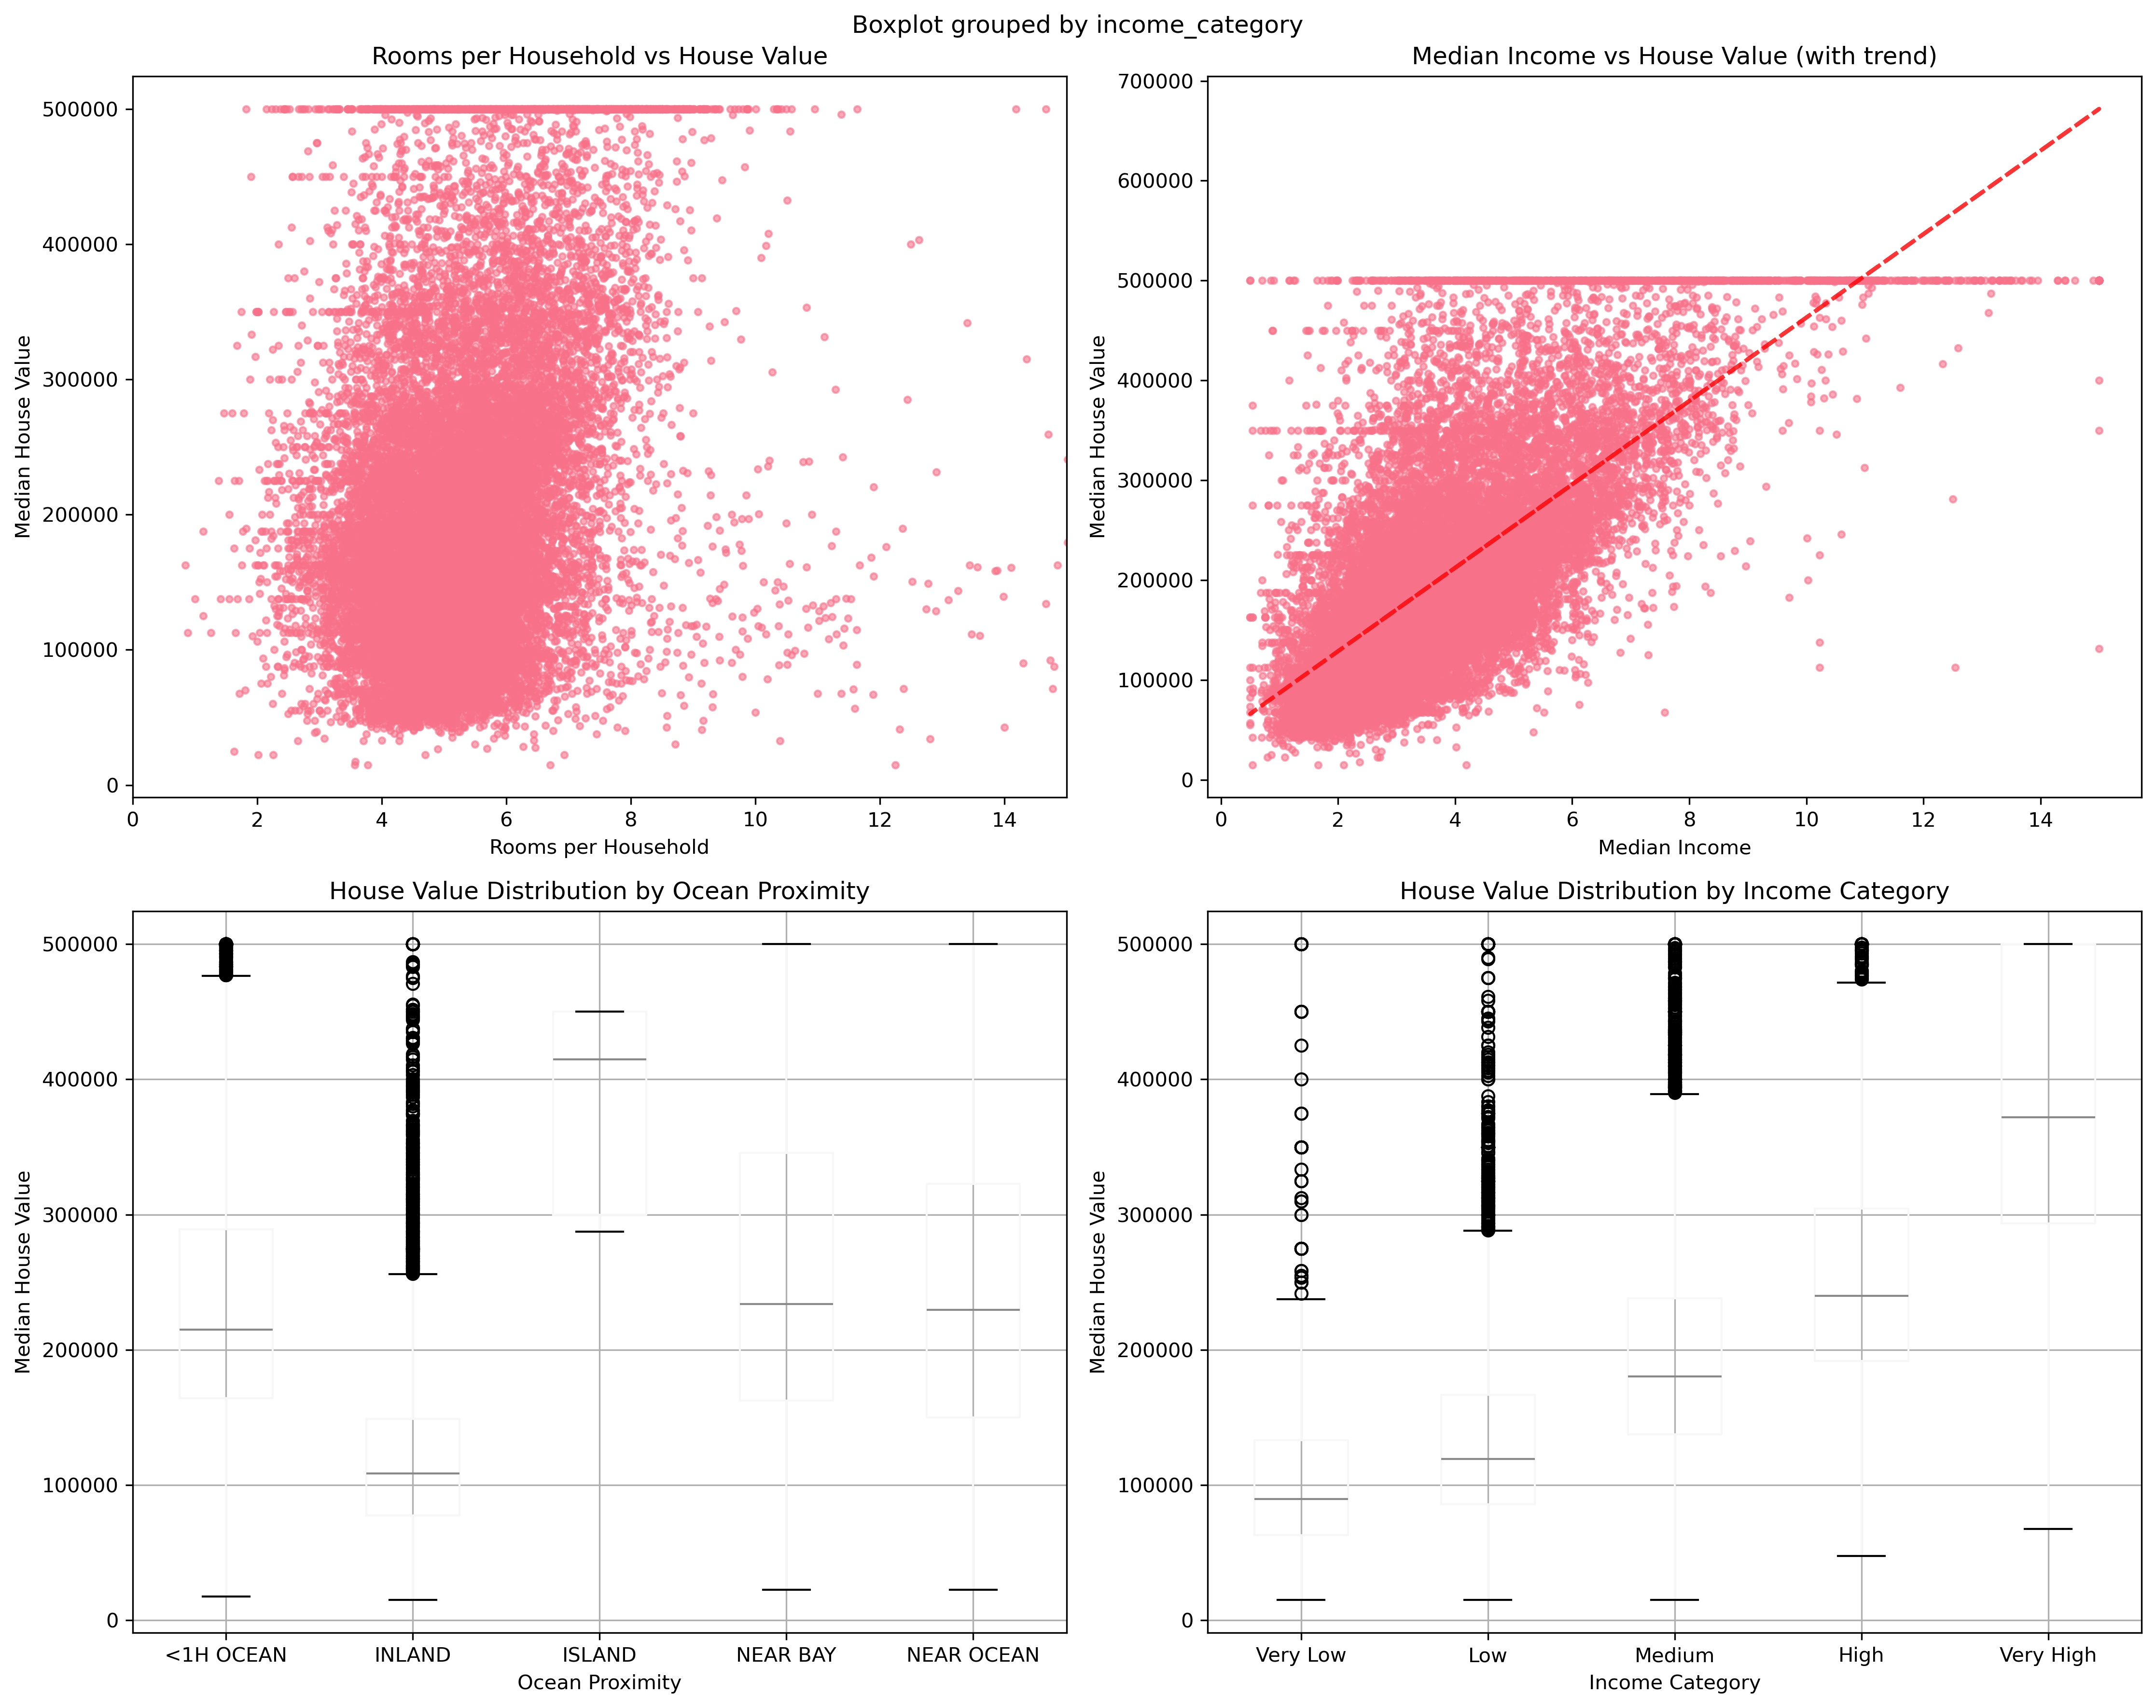 Boxplot grouped by income_category
Rooms per Household vs House Value
500000
400000
300000
200000
100000
0
Median House Value
0 2 4 6 8 10 12 14
Rooms per Household
Median Income vs House Value (with trend)
700000
600000
500000
400000
300000
200000
100000
0
Median House Value
0 2 4 6 8 10 12 14
Median Income
House Value Distribution by Ocean Proximity
500000
400000
300000
200000
100000
0
Median House Value
<1H OCEAN INLAND ISLAND NEAR BAY NEAR OCEAN
Ocean Proximity
House Value Distribution by Income Category
500000
400000
300000
200000
100000
0
Median House Value
Very Low Low Medium High Very High
Income Category